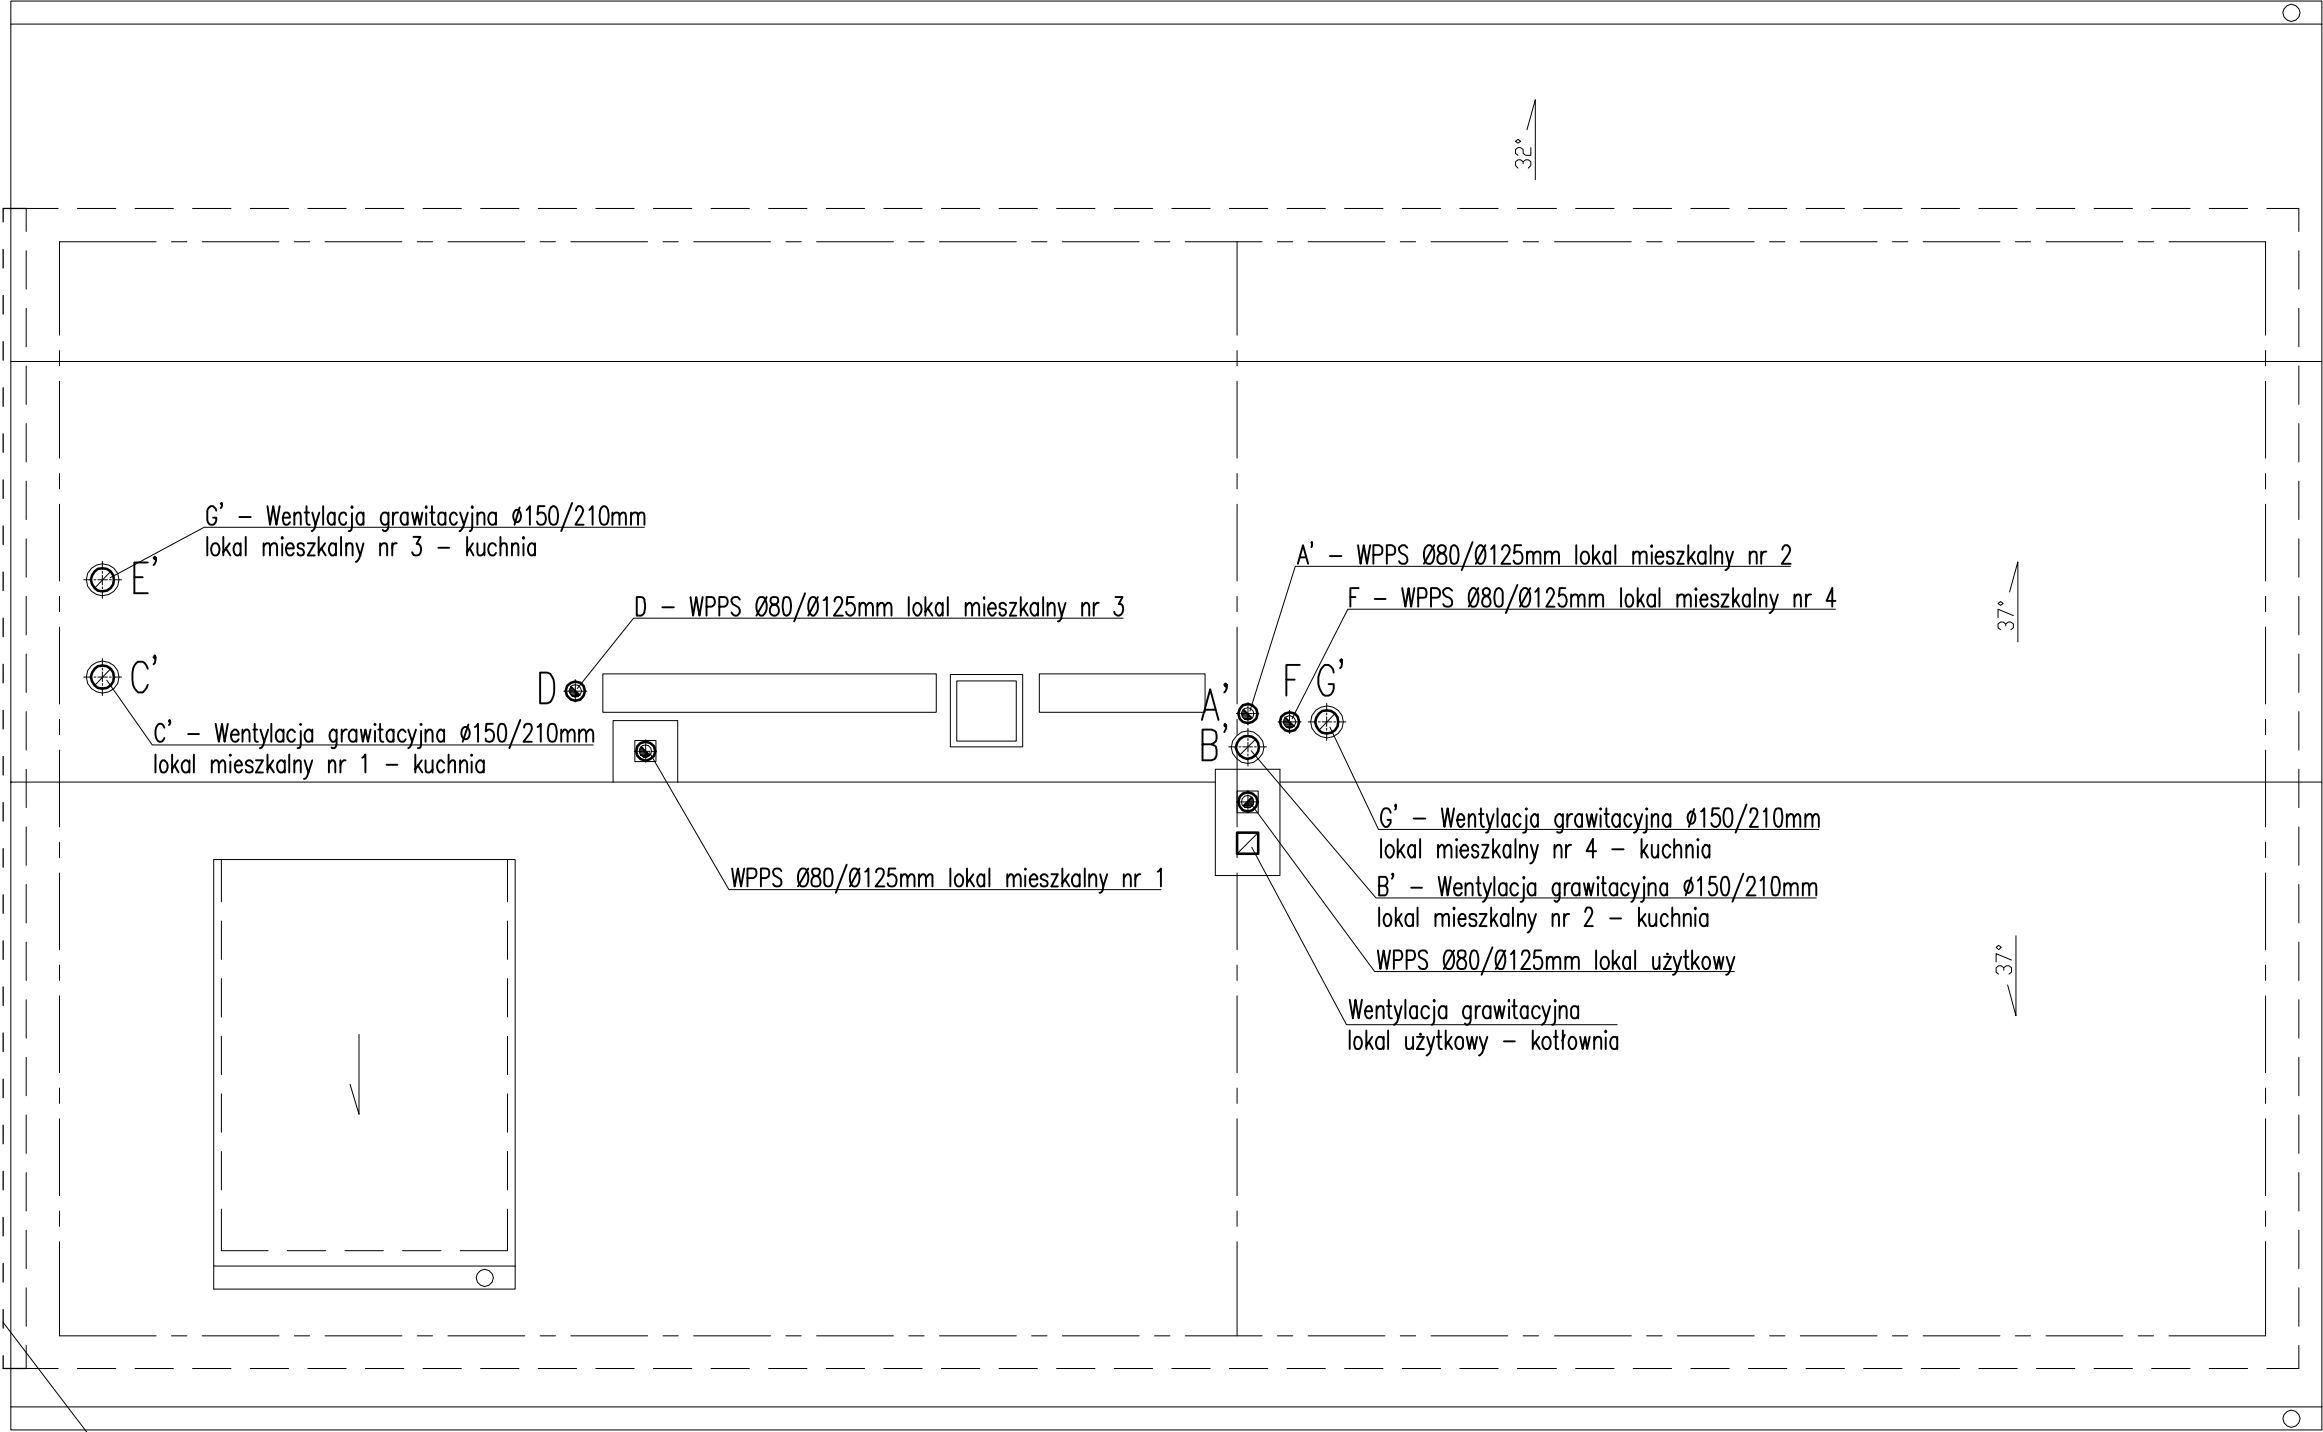 32°
G' – Wentylacja grawitacyjna ø150/210mm
lokal mieszkalny nr 3 – kuchnia
E'
A' – WPPS Ø80/Ø125mm lokal mieszkalny nr 2
F – WPPS Ø80/Ø125mm lokal mieszkalny nr 4
37°
D – WPPS Ø80/Ø125mm lokal mieszkalny nr 3
C'
D
A'
F
G'
B'
C' – Wentylacja grawitacyjna ø150/210mm
lokal mieszkalny nr 1 – kuchnia
G' – Wentylacja grawitacyjna ø150/210mm
lokal mieszkalny nr 4 – kuchnia
WPPS Ø80/Ø125mm lokal mieszkalny nr 1
B' – Wentylacja grawitacyjna ø150/210mm
lokal mieszkalny nr 2 – kuchnia
WPPS Ø80/Ø125mm lokal użytkowy
37°
Wentylacja grawitacyjna
lokal użytkowy – kotłownia